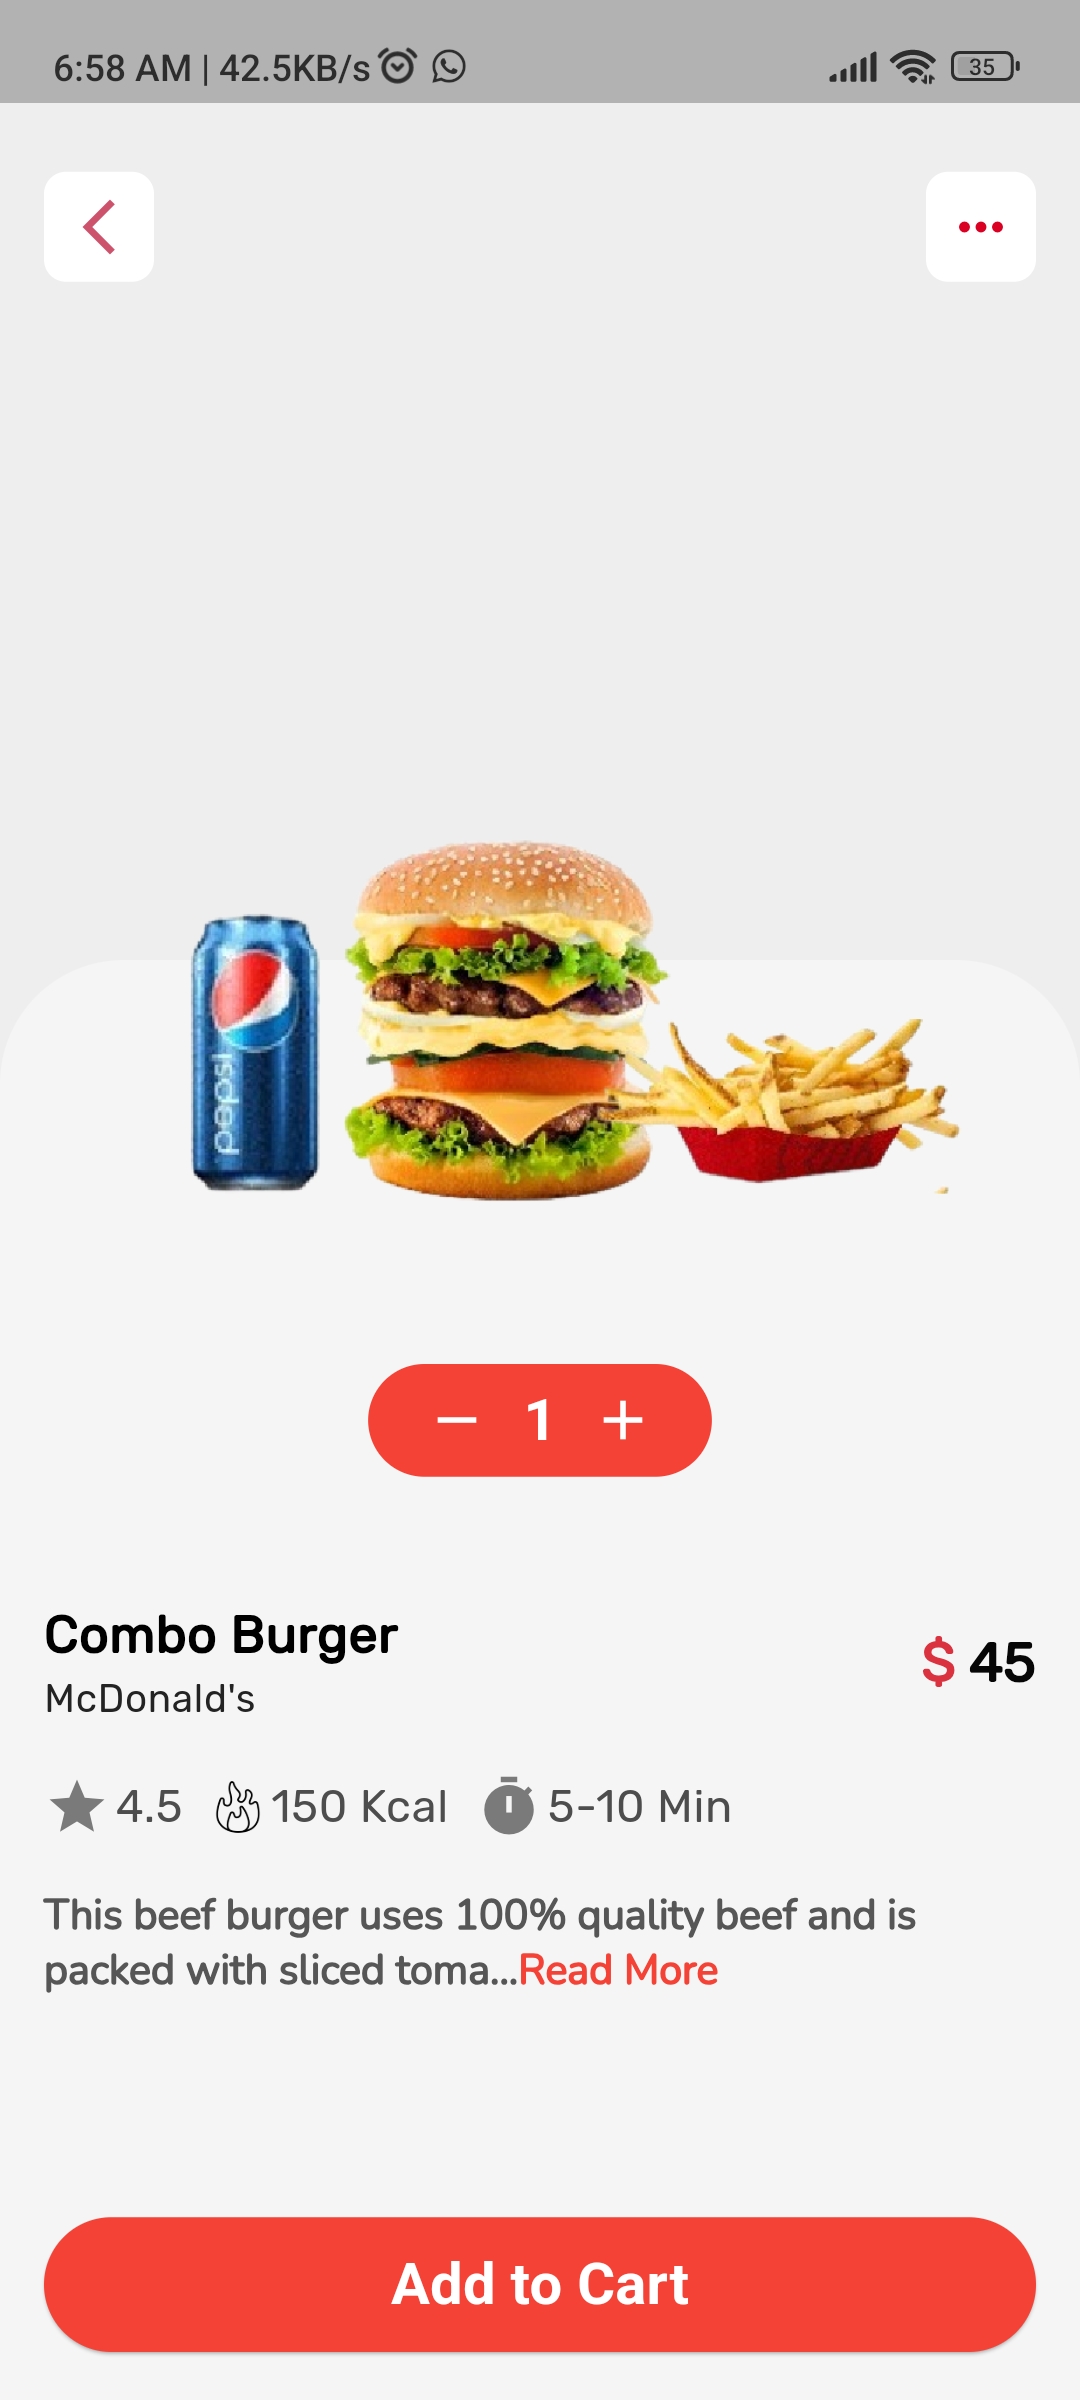 6:58 AM | 42.5KB/s
35
pepsi
1
Combo Burger
McDonald's
$ 45
4.5 150 Kcal 5-10 Min
This beef burger uses 100% quality beef and is
packed with sliced toma...Read More
Add to Cart